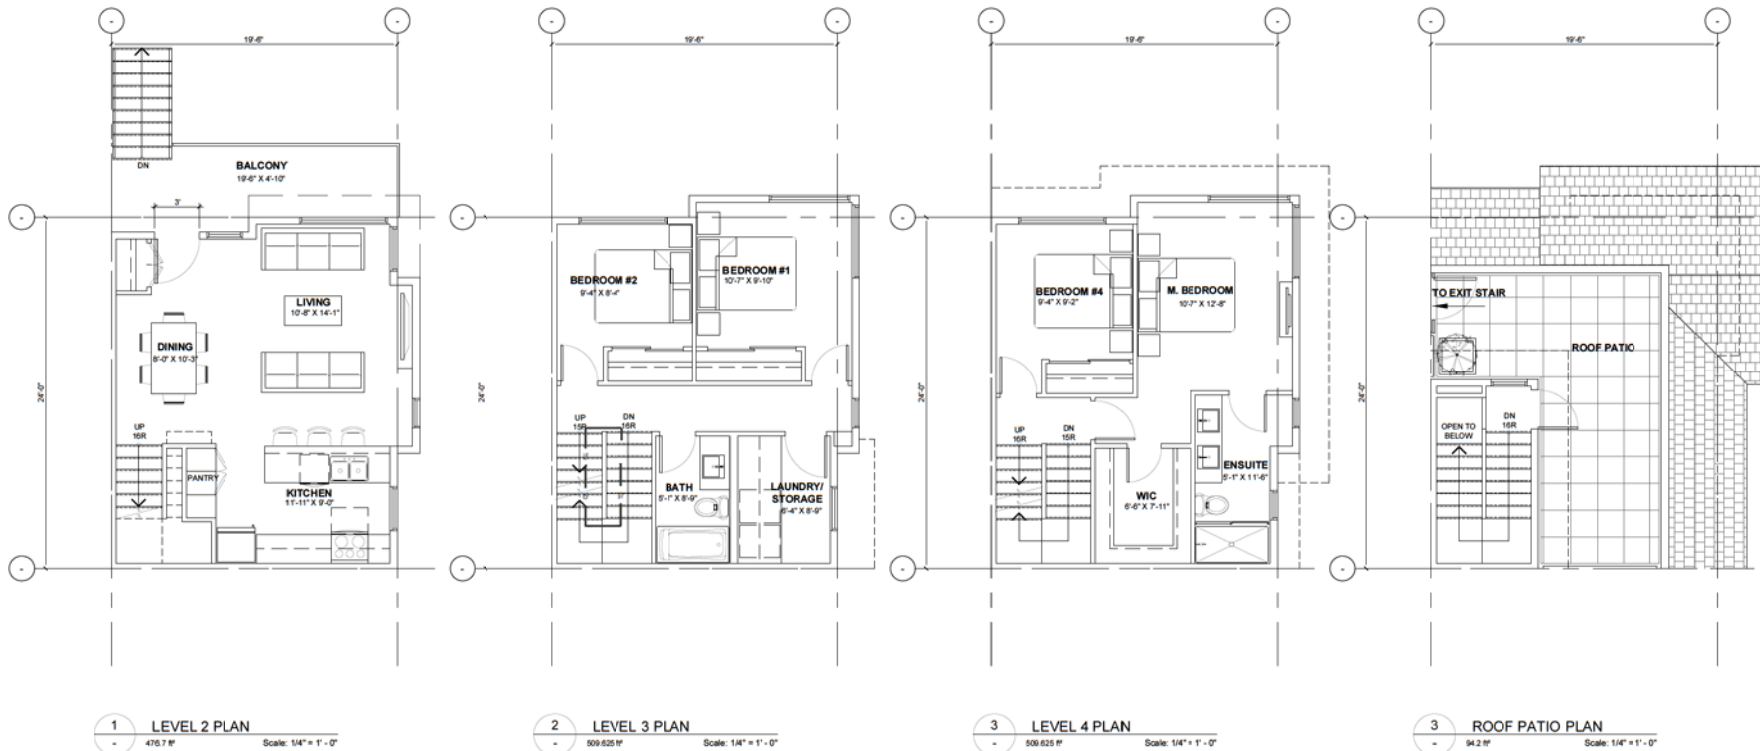 19'-6"
DN
BALCONY
19'-6" X 4'-10"
3'
LIVING
10'-8" X 14'-1"
DINING
8'-0" X 10'-3"
24'-0"
UP
16R
PANTRY
KITCHEN
11'-11" X 9'-0"
1
-
LEVEL 2 PLAN
476.7 ft²
Scale: 1/4" = 1' - 0"
19'-6"
BEDROOM #1
10'-7" X 9'-10"
BEDROOM #2
9'-4" X 8'-4"
24'-0"
UP
15R
DN
16R
BATH
5'-1" X 8'-9"
LAUNDRY/
STORAGE
6'-4" X 8'-9"
2
-
LEVEL 3 PLAN
509.625 ft²
Scale: 1/4" = 1' - 0"
19'-6"
BEDROOM #4
9'-4" X 9'-2"
M. BEDROOM
10'-7" X 12'-8"
24'-0"
UP
16R
DN
15R
WIC
6'-6" X 7'-11"
ENSUITE
5'-1" X 11'-6"
3
-
LEVEL 4 PLAN
509.625 ft²
Scale: 1/4" = 1' - 0"
19'-6"
TO EXIT STAIR
ROOF PATIO
24'-0"
OPEN TO
BELOW
DN
16R
3
-
ROOF PATIO PLAN
94.2 ft²
Scale: 1/4" = 1' - 0"